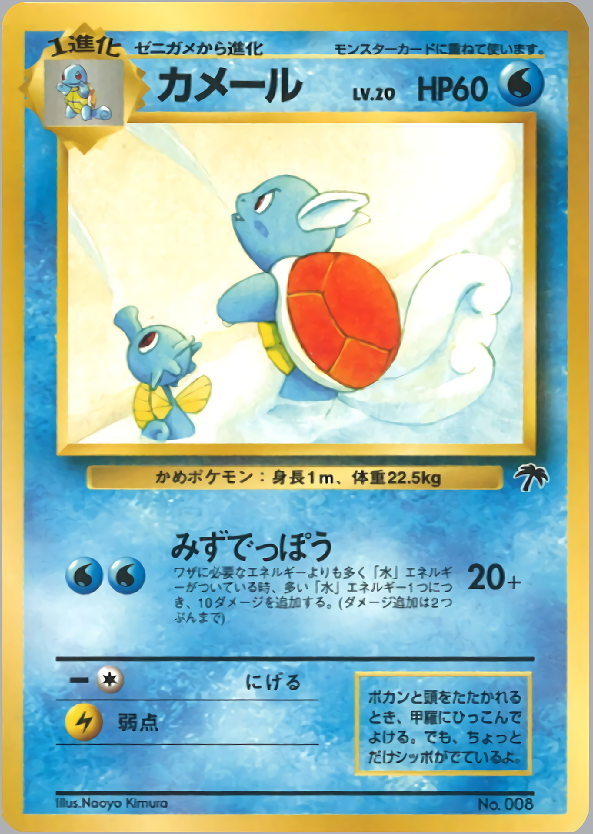 1進化 ゼニガメから進化 モンスターカードに重ねて使います。
カメール LV.20 HP60
かめポケモン：身長1m、体重22.5kg
みずでっぽう
ワザに必要なエネルギーよりも多く「水」エネルギ
ーがついている時、多い「水」エネルギー1つにつ
き、10ダメージを追加する。(ダメージ追加は2つ
ぶんまで)
20+
にげる
弱点
ポカンと頭をたたかれる
とき、甲羅にひっこんで
よける。でも、ちょっと
だけシッポがでているよ。
Illus.Naoyo Kimura
No. 008